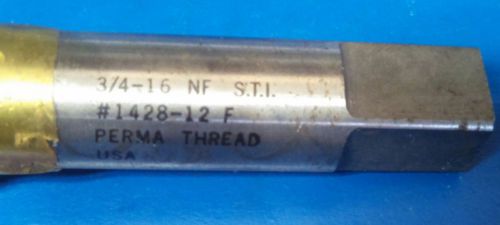 3/4-16 NF S.T.I.
#1428-12 F
PERMA THREAD
USA